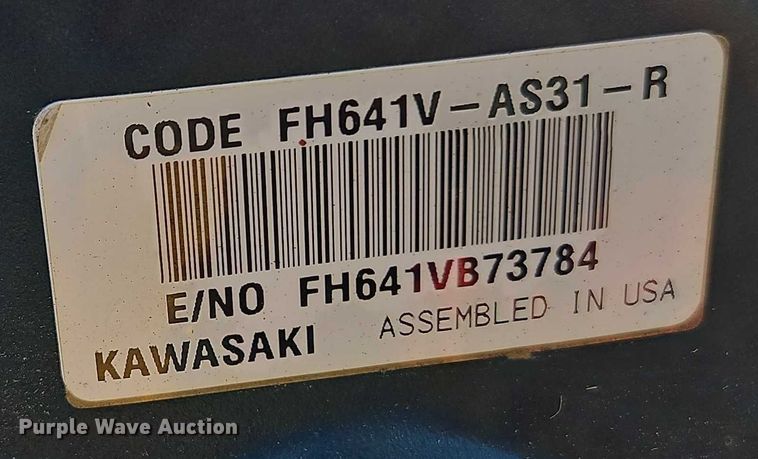 CODE FH641V-AS31-R
E/NO FH641VB73784
KAWASAKI ASSEMBLED IN USA
Purple Wave Auction